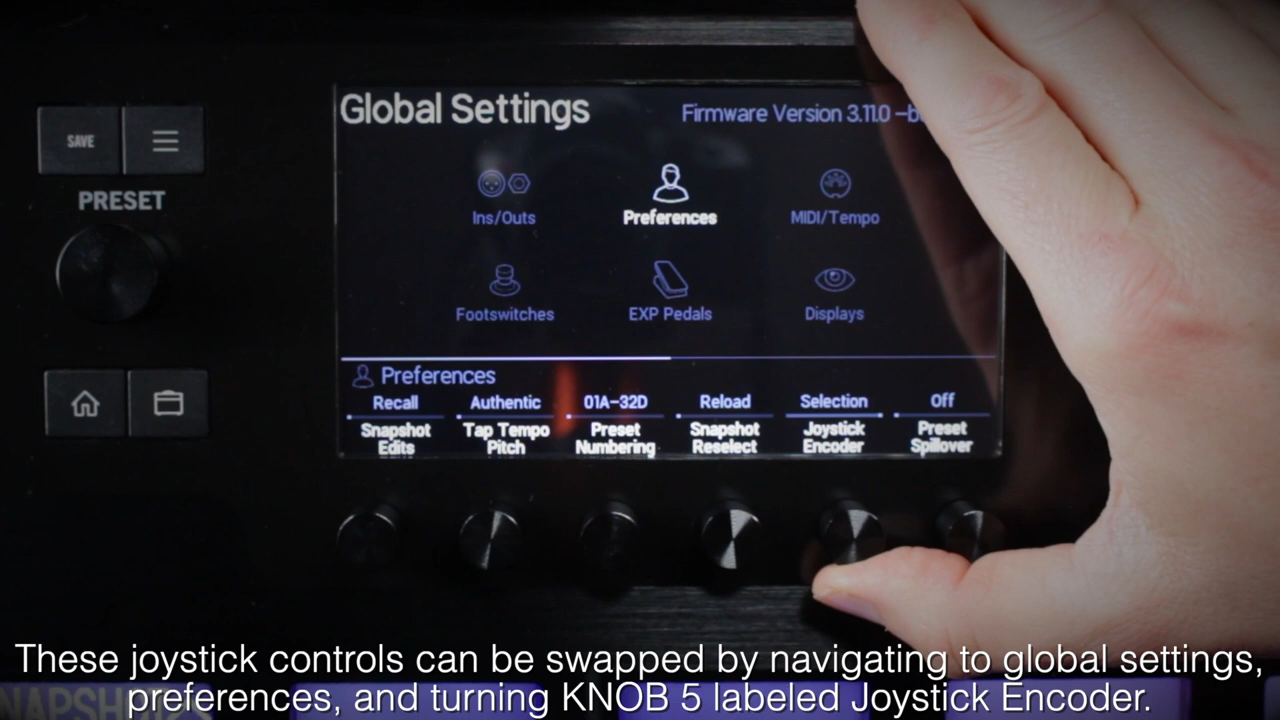 Global Settings
Firmware Version 3.11.0
SAVE
PRESET
Ins/Outs
Preferences
MIDI/Tempo
Footswitches
EXP Pedals
Displays
Preferences
Recall
Authentic
01A-32D
Reload
Selection
Off
Snapshot
Edits
Tap Tempo
Pitch
Preset
Numbering
Snapshot
Reselect
Joystick
Encoder
Preset
Spillover
These joystick controls can be swapped by navigating to global settings,
preferences, and turning KNOB 5 labeled Joystick Encoder.